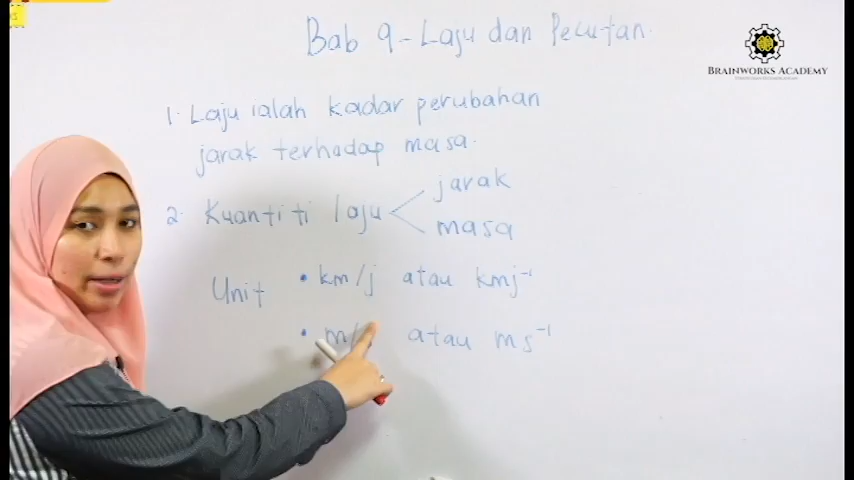 Bab 9 - Laju dan Pecutan.
BRAINWORKS ACADEMY
1. Laju ialah kadar perubahan
jarak terhadap masa.
2. Kuantiti laju < jarak
masa
Unit • km/j atau kmj⁻¹
• m/ atau ms⁻¹